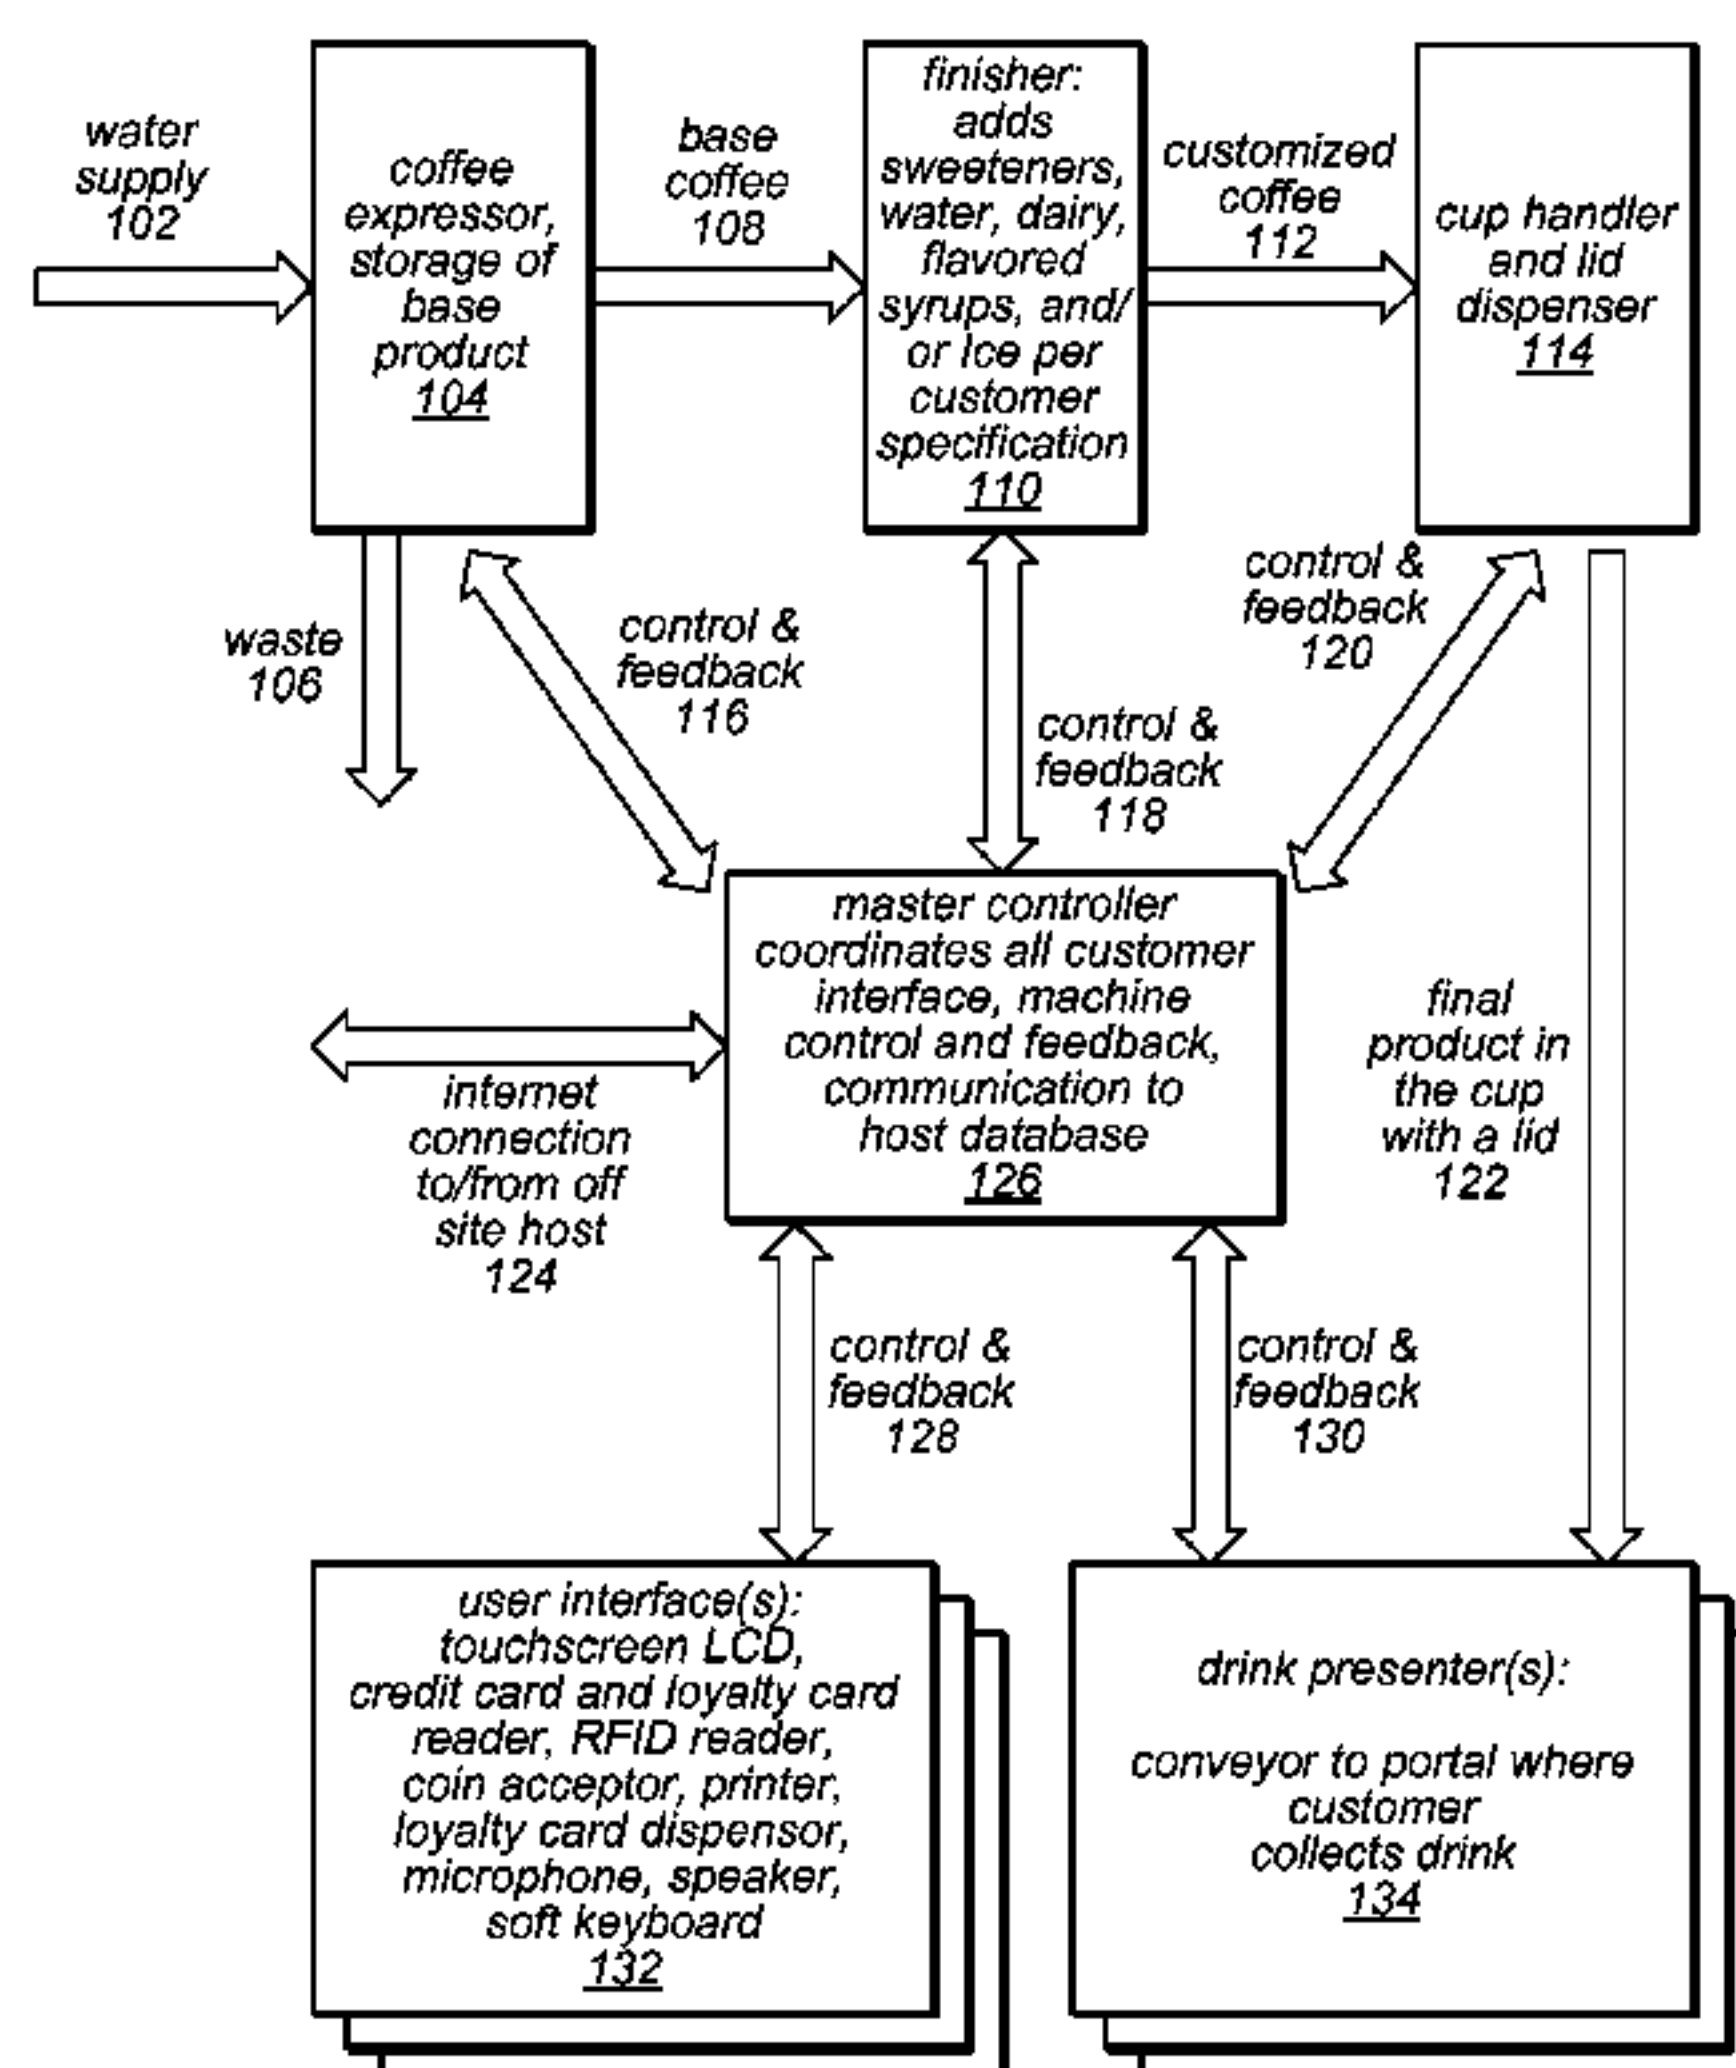 water
supply
102
coffee
expressor,
storage of
base
product
104
base
coffee
108
finisher:
adds
sweeteners,
water, dairy,
flavored
syrups, and/
or Ice per
customer
specification
110
customized
coffee
112
cup handler
and lid
dispenser
114
waste
106
control &
feedback
116
control &
feedback
118
control &
feedback
120
master controller
coordinates all customer
interface, machine
control and feedback,
communication to
host database
126
internet
connection
to/from off
site host
124
final
product in
the cup
with a lid
122
control &
feedback
128
control &
feedback
130
user interface(s):
touchscreen LCD,
credit card and loyalty card
reader, RFID reader,
coin acceptor, printer,
loyalty card dispensor,
microphone, speaker,
soft keyboard
132
drink presenter(s):
conveyor to portal where
customer
collects drink
134